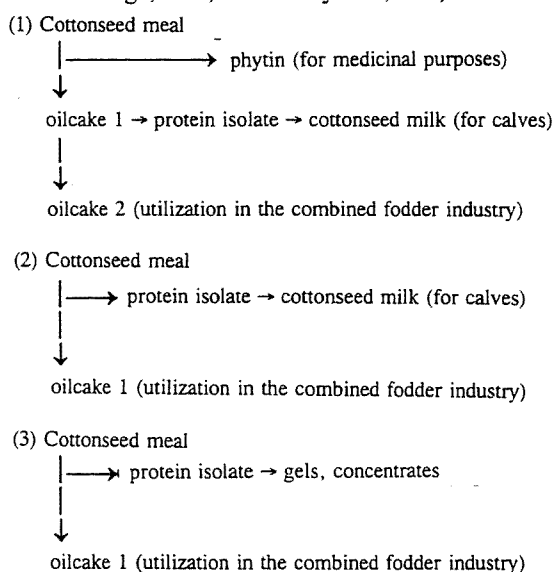 (1) Cottonseed meal
phytin (for medicinal purposes)
oilcake 1 → protein isolate → cottonseed milk (for calves)
oilcake 2 (utilization in the combined fodder industry)
(2) Cottonseed meal
protein isolate → cottonseed milk (for calves)
oilcake 1 (utilization in the combined fodder industry)
(3) Cottonseed meal
protein isolate → gels, concentrates
oilcake 1 (utilization in the combined fodder industry)